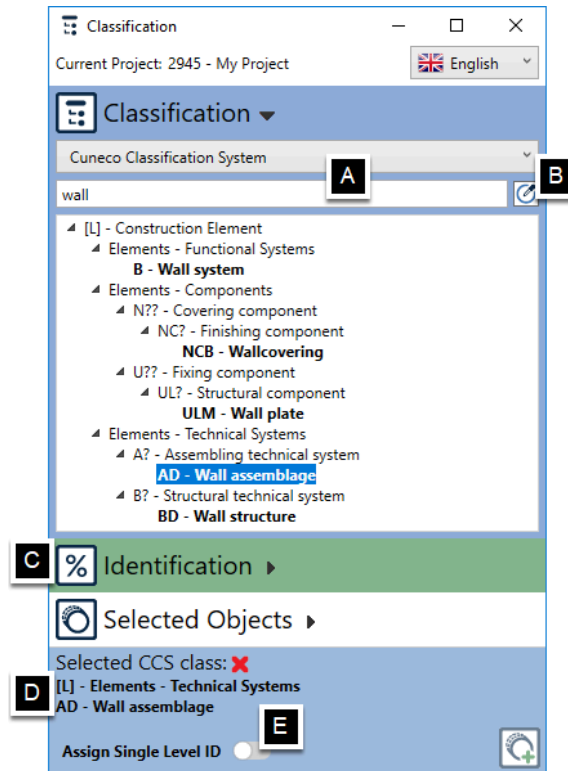 Classification
Current Project: 2945 - My Project English
Classification
Cuneco Classification System
A
B
wall
[L] - Construction Element
Elements - Functional Systems
B - Wall system
Elements - Components
N?? - Covering component
NC? - Finishing component
NCB - Wallcovering
U?? - Fixing component
UL? - Structural component
ULM - Wall plate
Elements - Technical Systems
A? - Assembling technical system
AD - Wall assemblage
B? - Structural technical system
BD - Wall structure
C
% Identification
Selected Objects
Selected CCS class:
D
[L] - Elements - Technical Systems
AD - Wall assemblage
E
Assign Single Level ID